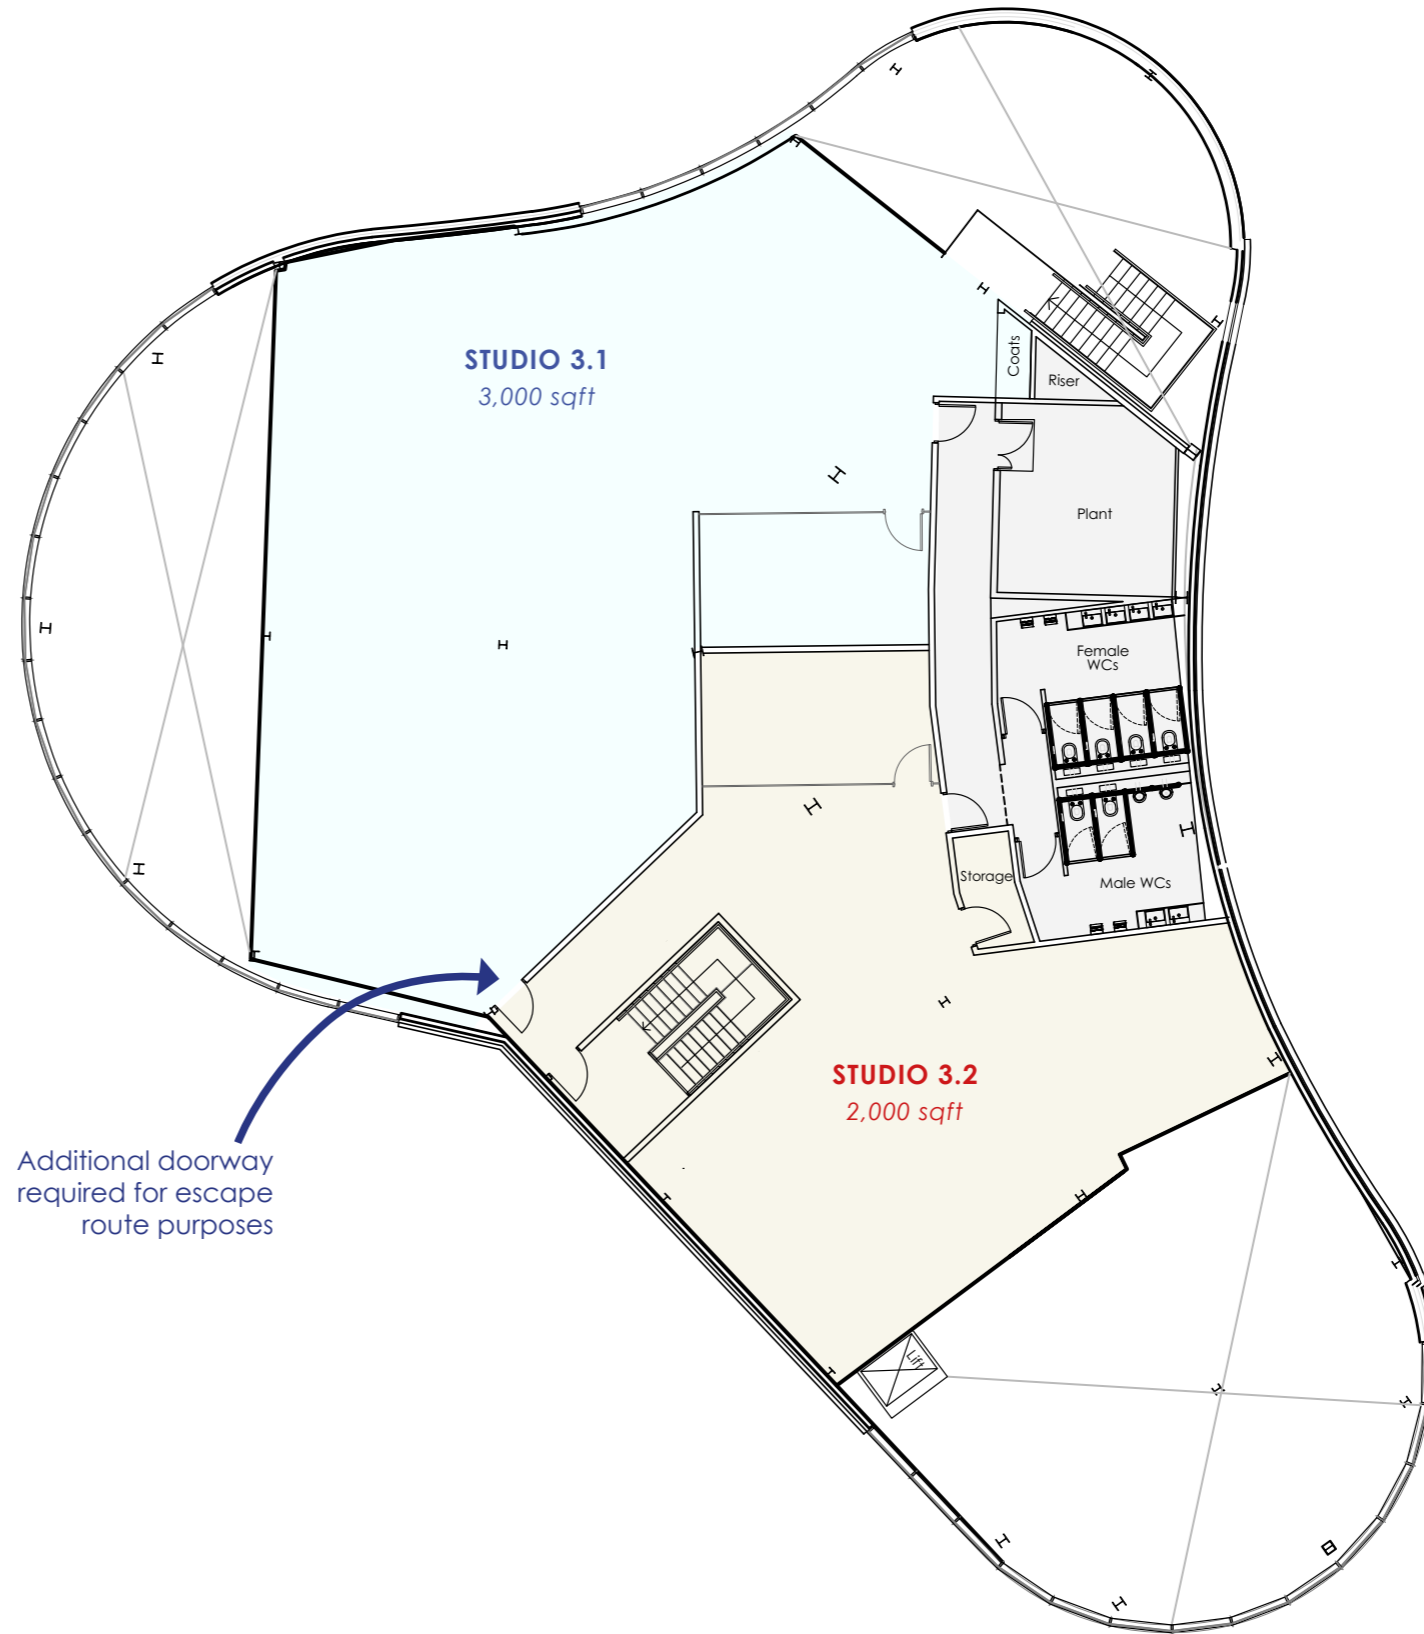 STUDIO 3.1
3,000 sqft
Coats
Riser
Plant
Female
WCs
Storage
Male WCs
STUDIO 3.2
2,000 sqft
Additional doorway
required for escape
route purposes
Lift